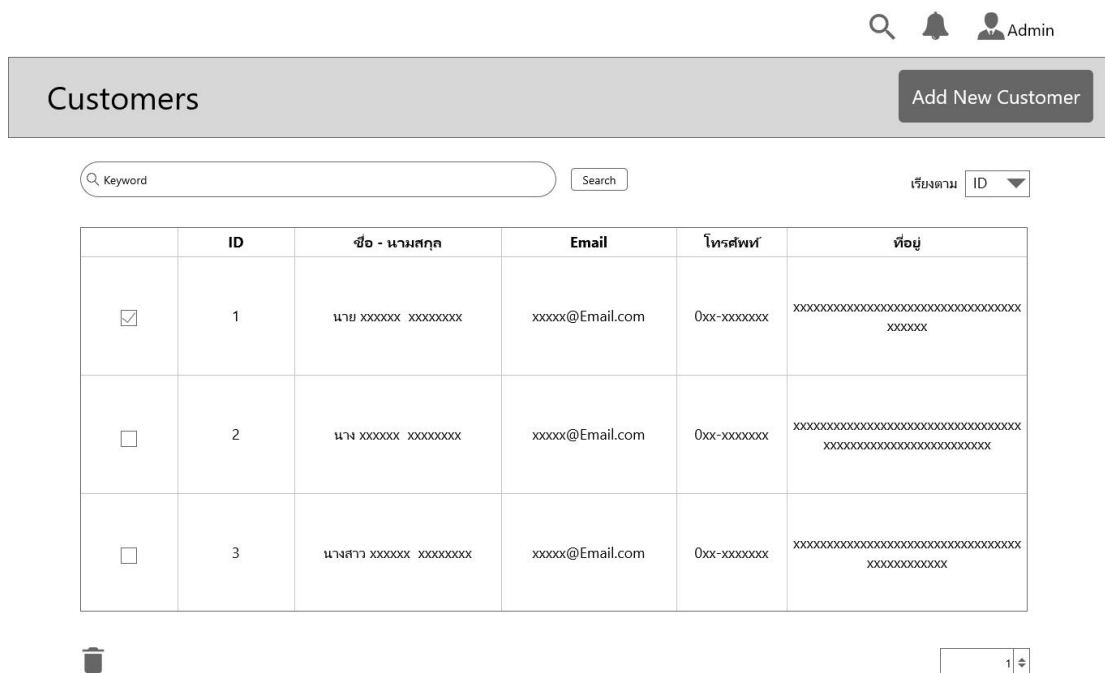 Admin
Customers
Add New Customer
Keyword
Search
เรียงตาม ID
ID ชื่อ - นามสกุล Email โทรศัพท์ ที่อยู่
1 นาย xxxxxx xxxxxxxx xxxxx@Email.com 0xx-xxxxxxx xxxxxxxxxxxxxxxxxxxxxxxxxxxxxxxxxx
xxxxxx
2 นาง xxxxxx xxxxxxxx xxxxx@Email.com 0xx-xxxxxxx xxxxxxxxxxxxxxxxxxxxxxxxxxxxxxxxxx
xxxxxxxxxxxxxxxxxxxxxxxxx
3 นางสาว xxxxxx xxxxxxxx xxxxx@Email.com 0xx-xxxxxxx xxxxxxxxxxxxxxxxxxxxxxxxxxxxxxxxxx
xxxxxxxxxxxx
1